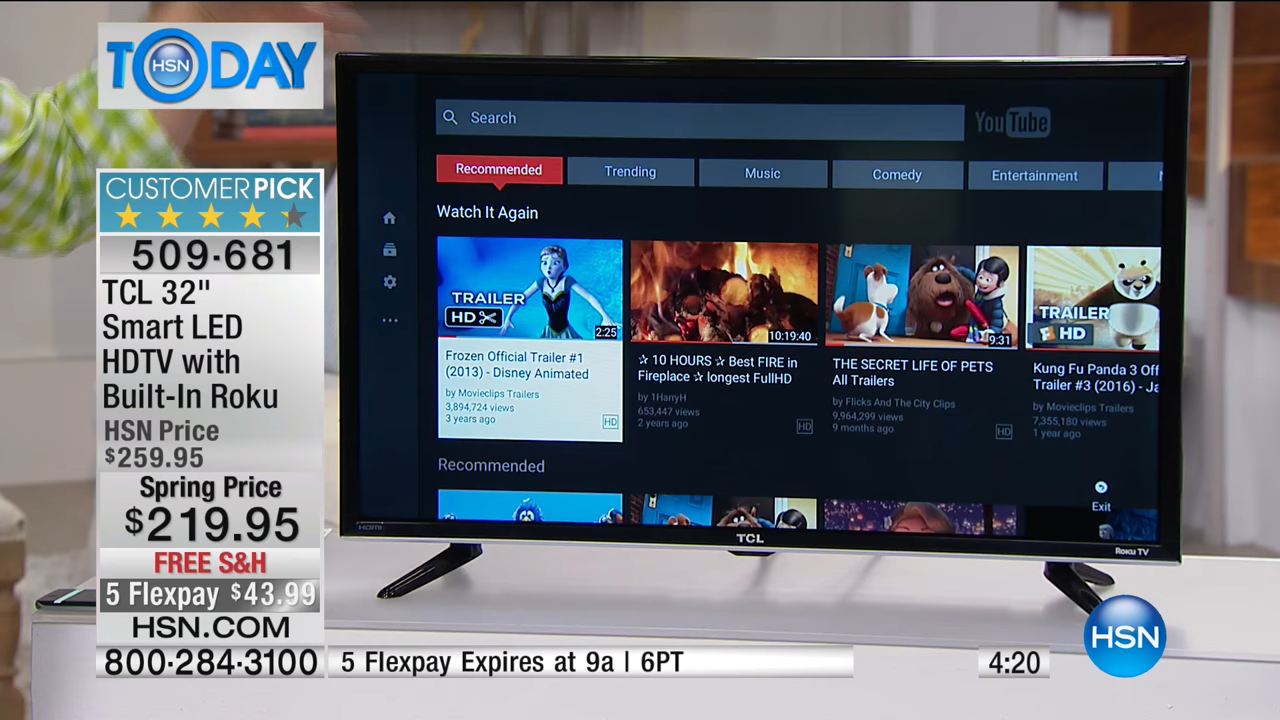 TODAY
HSN
CUSTOMER PICK
509-681
TCL 32"
Smart LED
HDTV with
Built-In Roku
HSN Price
$259.95
Spring Price
$219.95
FREE S&H
5 Flexpay $43.99
HSN.COM
800·284·3100
5 Flexpay Expires at 9a | 6PT
4:20
HSN
Search
YouTube
Recommended
Trending
Music
Comedy
Entertainment
Watch It Again
TRAILER
HD
2:25
Frozen Official Trailer #1
(2013) - Disney Animated
by Movieclips Trailers
3,894,724 views
3 years ago
HD
10:19:40
✰ 10 HOURS ✰ Best FIRE in
Fireplace ✰ longest FullHD
by 1HarryH
653,447 views
2 years ago
HD
9:31
THE SECRET LIFE OF PETS
All Trailers
by Flicks And The City Clips
9,964,299 views
9 months ago
HD
TRAILER
HD
Kung Fu Panda 3 Off
Trailer #3 (2016) - Ja
by Movieclips Trailers
7,355,180 views
1 year ago
Recommended
Exit
HDMI
TCL
Roku TV